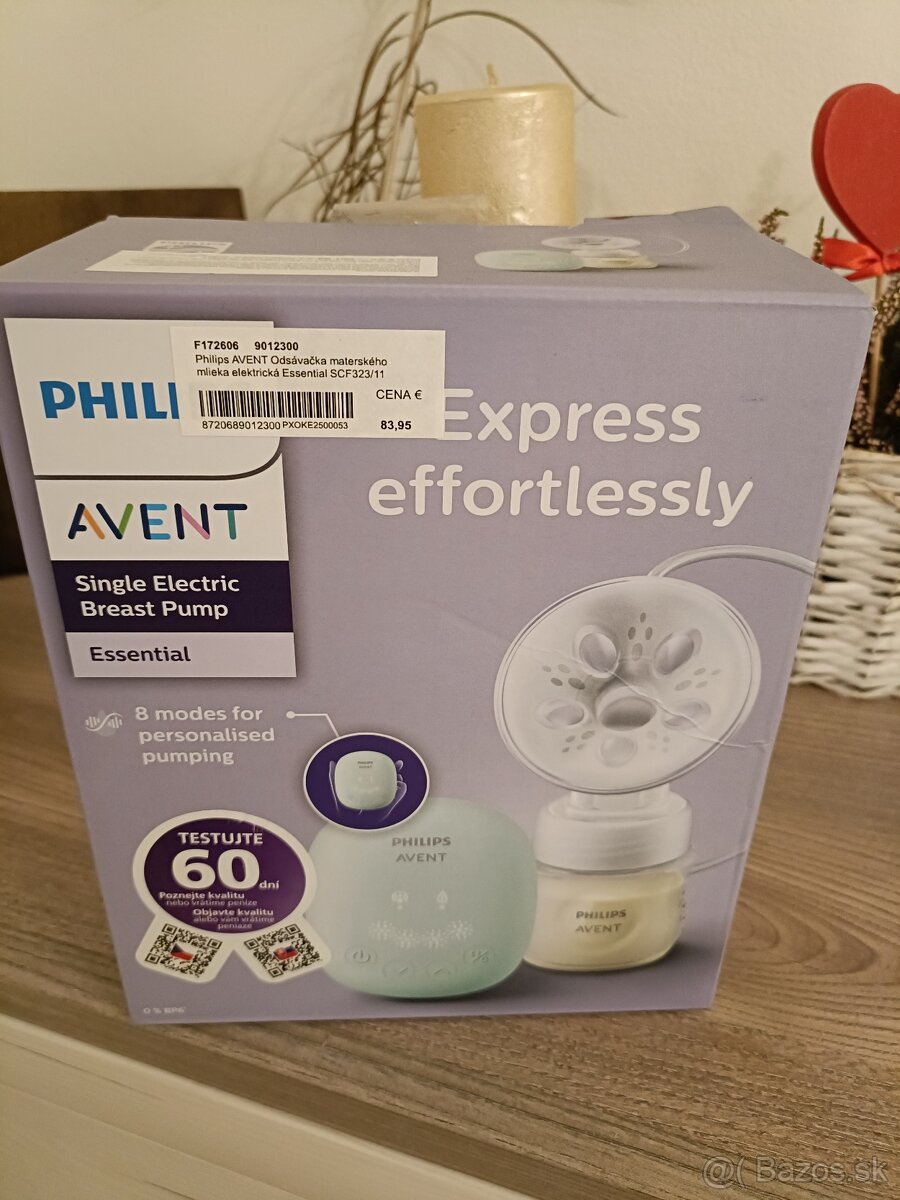 F172606 9012300
Philips AVENT Odsávačka materského
mlieka elektrická Essential SCF323/11
CENA €
8720689012300 PXOKE2500053
83,95
PHILI
AVENT
Single Electric
Breast Pump
Essential
Express
effortlessly
8 modes for
personalised
pumping
PHILIPS
AVENT
TESTUJTE
60 dní
Poznejte kvalitu
nebo vrátíme peníze
Objavte kvalitu
alebo vám vrátime
peniaze
PHILIPS
AVENT
PHILIPS
AVENT
0 % BPA
@( Bazos.sk